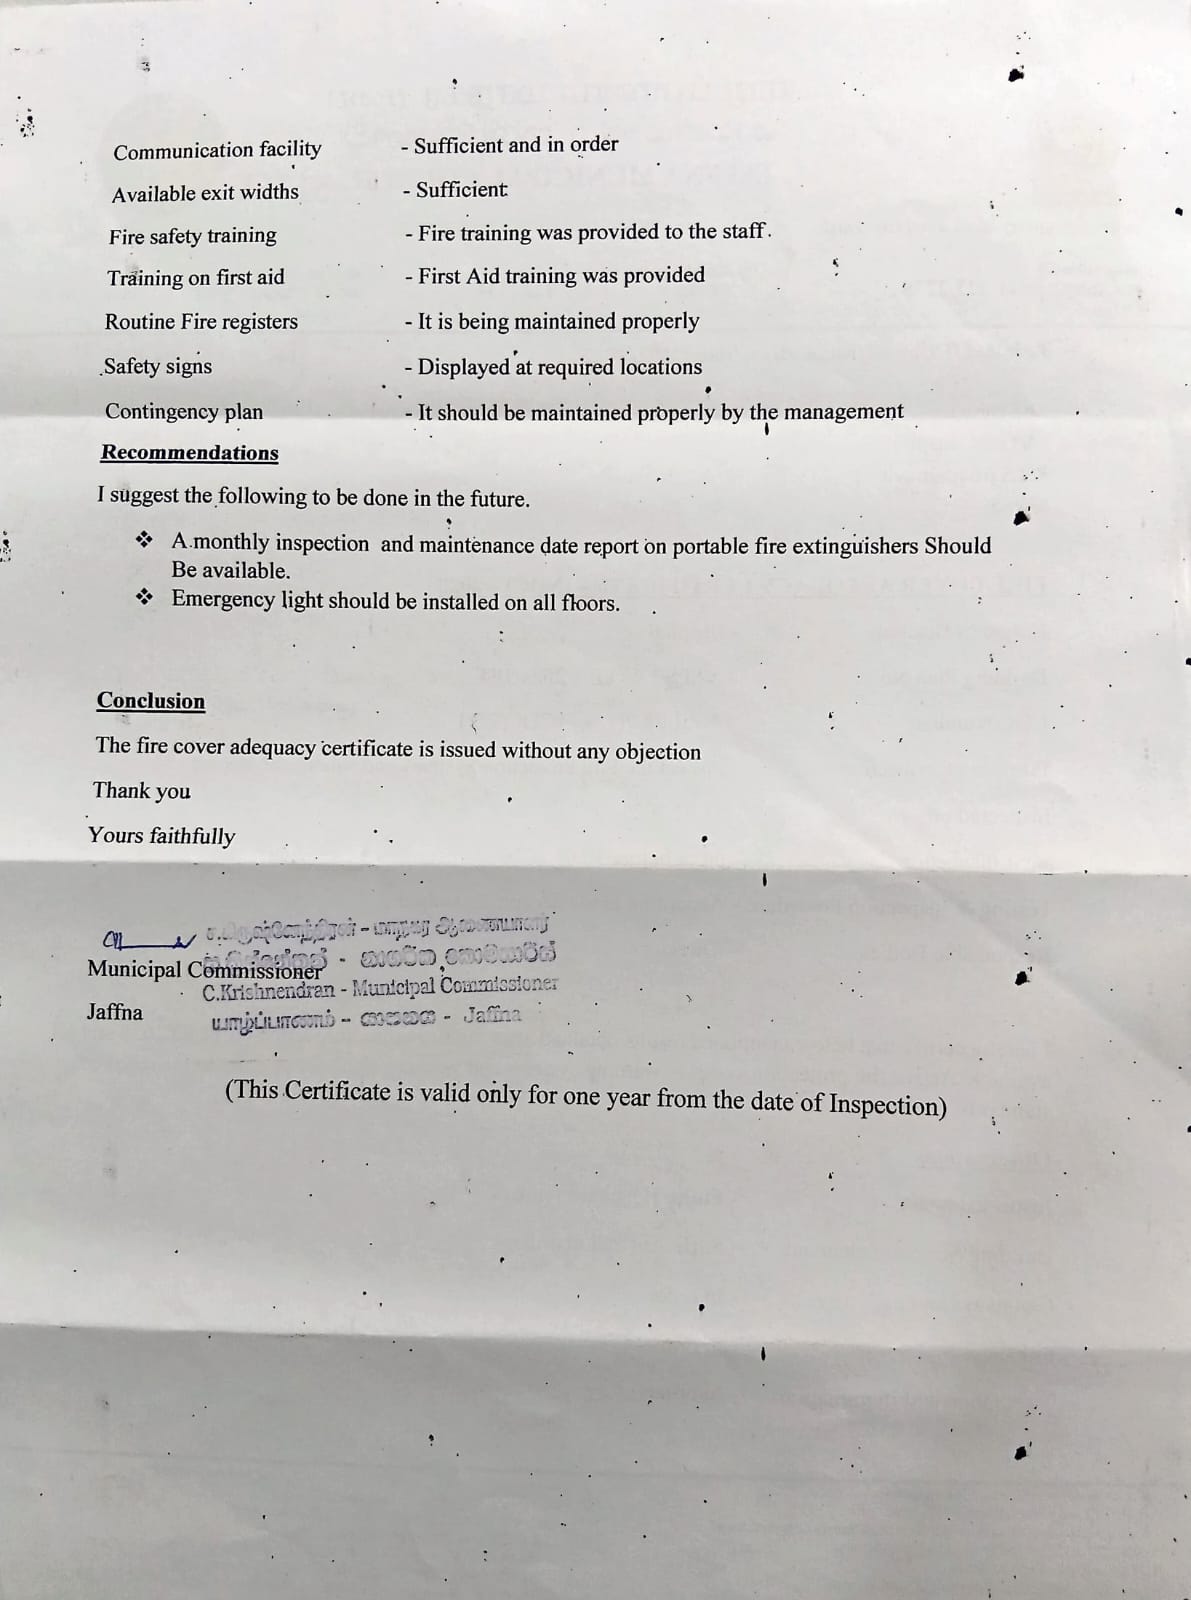 Communication facility - Sufficient and in order
Available exit widths - Sufficient
Fire safety training - Fire training was provided to the staff.
Training on first aid - First Aid training was provided
Routine Fire registers - It is being maintained properly
Safety signs - Displayed at required locations
Contingency plan - It should be maintained properly by the management
Recommendations
I suggest the following to be done in the future.
❖ A monthly inspection and maintenance date report on portable fire extinguishers Should
Be available.
❖ Emergency light should be installed on all floors.
Conclusion
The fire cover adequacy certificate is issued without any objection
Thank you
Yours faithfully
Municipal Commissioner
C.Krishnendran - Municipal Commissioner
Jaffna
யாழ்ப்பாணம் - - Jaffna
(This Certificate is valid only for one year from the date of Inspection)